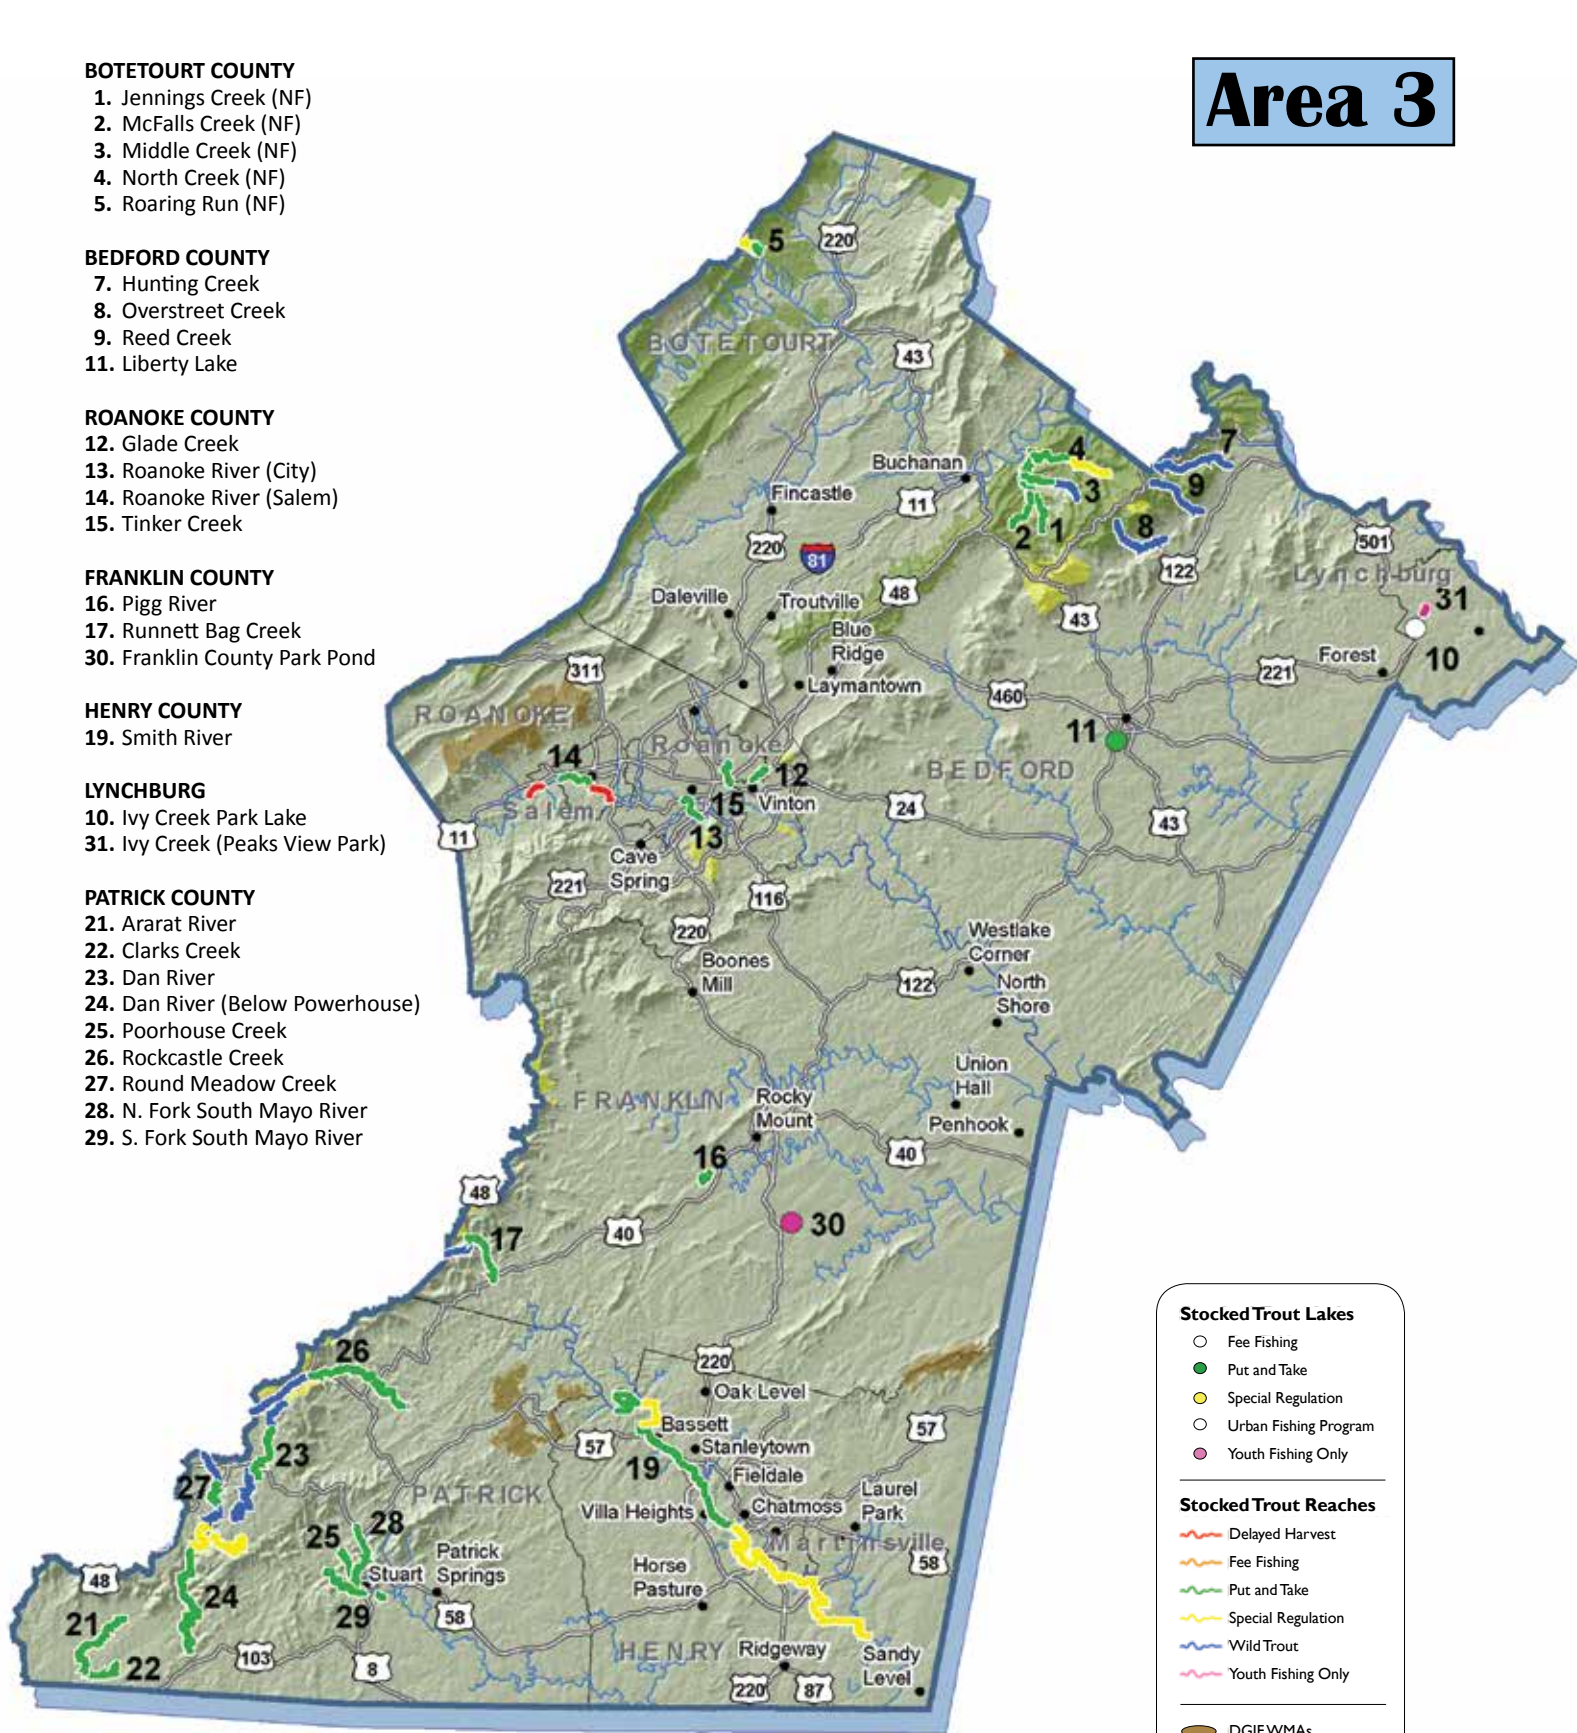 Area 3
BOTETOURT COUNTY
1. Jennings Creek (NF)
2. McFalls Creek (NF)
3. Middle Creek (NF)
4. North Creek (NF)
5. Roaring Run (NF)
BEDFORD COUNTY
7. Hunting Creek
8. Overstreet Creek
9. Reed Creek
11. Liberty Lake
ROANOKE COUNTY
12. Glade Creek
13. Roanoke River (City)
14. Roanoke River (Salem)
15. Tinker Creek
FRANKLIN COUNTY
16. Pigg River
17. Runnett Bag Creek
30. Franklin County Park Pond
HENRY COUNTY
19. Smith River
LYNCHBURG
10. Ivy Creek Park Lake
31. Ivy Creek (Peaks View Park)
PATRICK COUNTY
21. Ararat River
22. Clarks Creek
23. Dan River
24. Dan River (Below Powerhouse)
25. Poorhouse Creek
26. Rockcastle Creek
27. Round Meadow Creek
28. N. Fork South Mayo River
29. S. Fork South Mayo River
5
220
BOTETOURT
43
4
7
Buchanan
3
9
Fincastle
11
2
1
8
501
220
81
122
Lynchburg
Daleville
Troutville
48
43
31
Blue
Ridge
Forest
10
311
Laymantown
460
221
ROANOKE
11
14
Roanoke
12
BEDFORD
Salem
15
Vinton
24
43
11
13
Cave
Spring
221
116
220
Westlake
Corner
Boones
Mill
122
North
Shore
Union
Hall
FRANKLIN
Rocky
Mount
Penhook
40
16
48
17
40
30
26
220
Oak Level
Bassett
57
57
Stanleytown
23
19
Fieldale
27
PATRICK
Villa Heights
Chatmoss
Laurel
Park
28
25
Martinsville
Patrick
Springs
58
48
Stuart
Horse
Pasture
24
29
58
21
HENRY
Ridgeway
Sandy
Level
22
103
8
220
87
Stocked Trout Lakes
Fee Fishing
Put and Take
Special Regulation
Urban Fishing Program
Youth Fishing Only
Stocked Trout Reaches
Delayed Harvest
Fee Fishing
Put and Take
Special Regulation
Wild Trout
Youth Fishing Only
DGIF WMAs